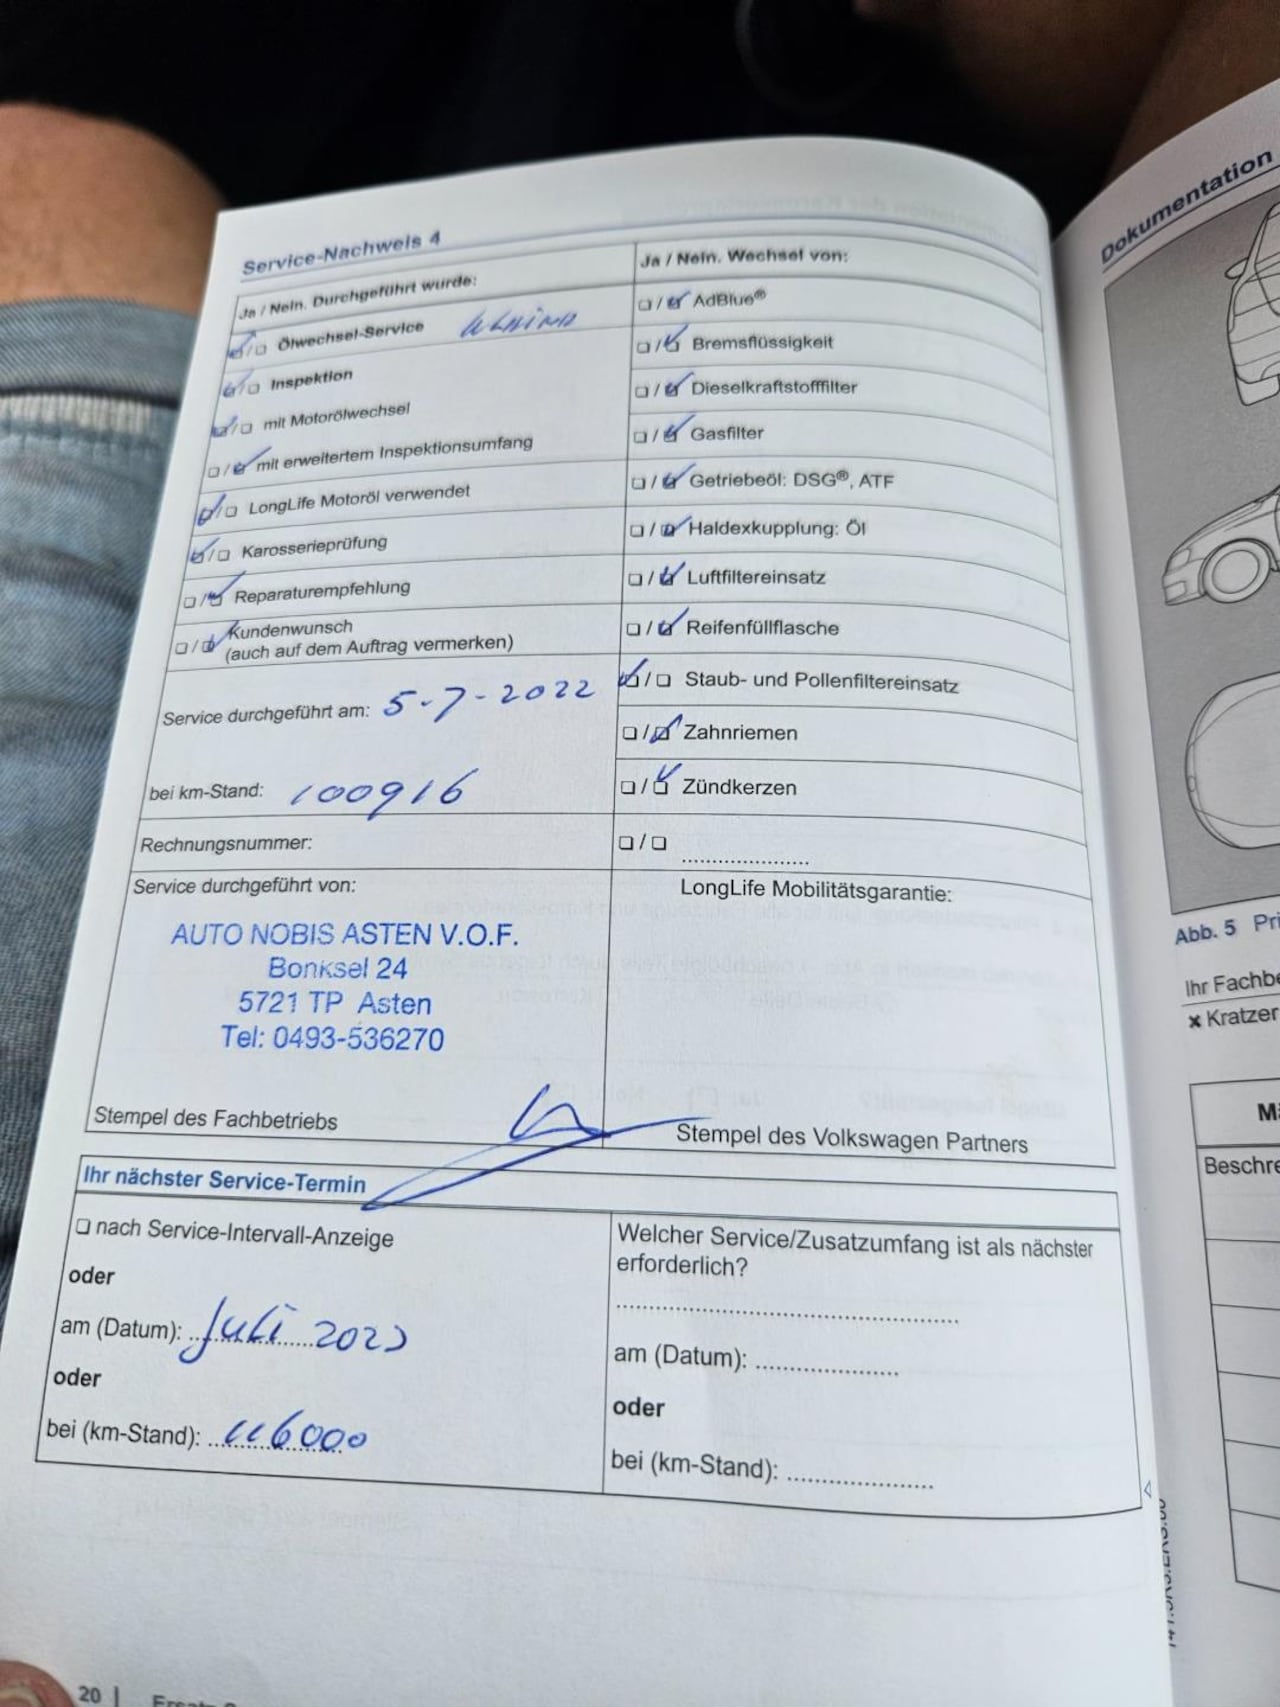 Service-Nachweis 4
Ja / Nein. Durchgeführt wurde:
Ölwechsel-Service
Inspektion
mit Motorölwechsel
mit erweitertem Inspektionsumfang
LongLife Motoröl verwendet
Karosserieprüfung
Reparaturempfehlung
Kundenwunsch
(auch auf dem Auftrag vermerken)
Service durchgeführt am: 5-7-2022
bei km-Stand: 100916
Rechnungsnummer:
Service durchgeführt von:
AUTO NOBIS ASTEN V.O.F.
Bonksel 24
5721 TP Asten
Tel: 0493-536270
Stempel des Fachbetriebs
Ja / Nein. Wechsel von:
AdBlue®
Bremsflüssigkeit
Dieselkraftstofffilter
Gasfilter
Getriebeöl: DSG®, ATF
Haldexkupplung: Öl
Luftfiltereinsatz
Reifenfüllflasche
Staub- und Pollenfiltereinsatz
Zahnriemen
Zündkerzen
LongLife Mobilitätsgarantie:
Stempel des Volkswagen Partners
Ihr nächster Service-Termin
nach Service-Intervall-Anzeige
oder
am (Datum): Juli 2023
oder
bei (km-Stand): 116000
Welcher Service/Zusatzumfang ist als nächster
erforderlich?
am (Datum):
oder
bei (km-Stand):
20
Dokumentation
Abb. 5
Ihr
× Kratzer